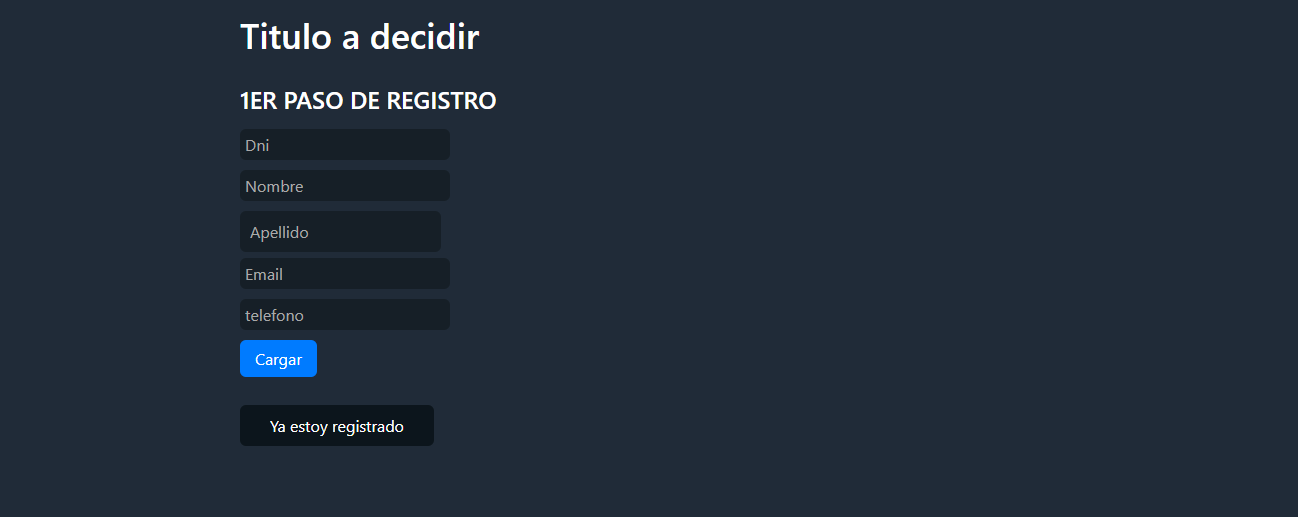 Titulo a decidir
1ER PASO DE REGISTRO
Dni
Nombre
Apellido
Email
telefono
Cargar
Ya estoy registrado